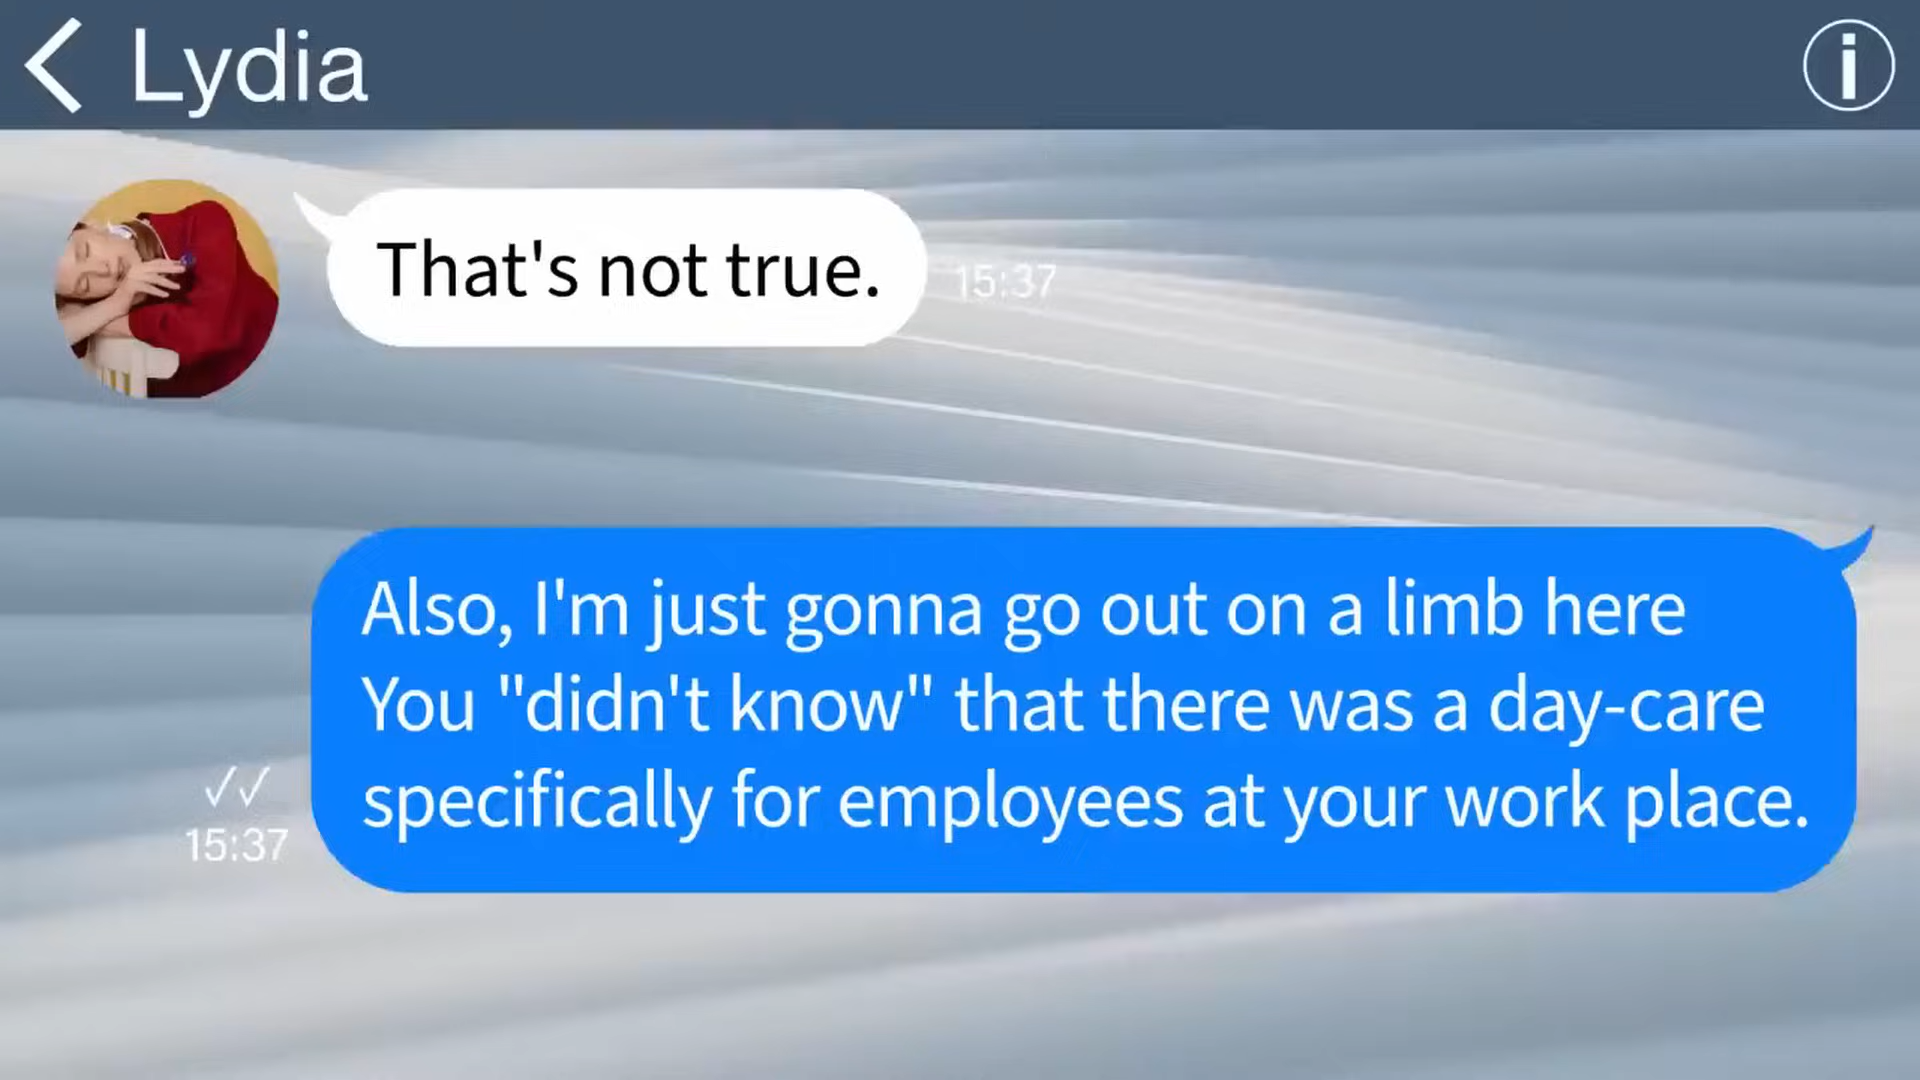 Lydia
That's not true.
15:37
Also, I'm just gonna go out on a limb here
You "didn't know" that there was a day-care
specifically for employees at your work place.
15:37